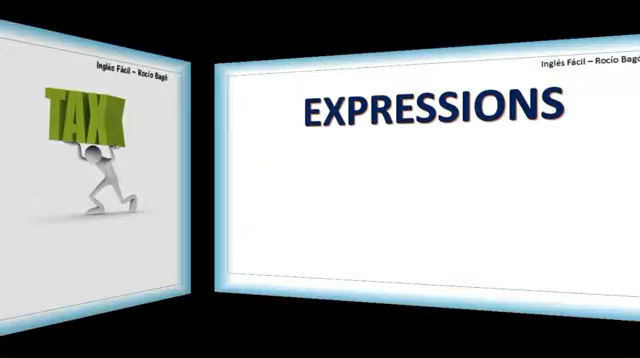 Inglés Fácil – Rocío Bagó
TAX
Inglés Fácil – Rocío Bagó
EXPRESSIONS